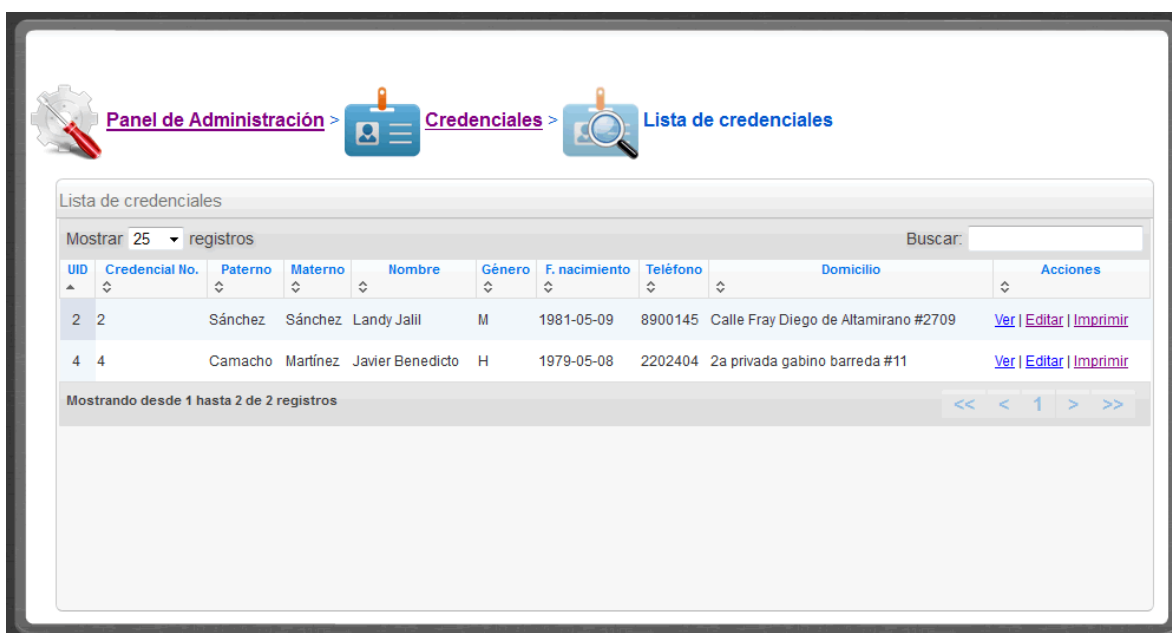 Panel de Administración > Credenciales > Lista de credenciales
Lista de credenciales
Mostrar 25 registros Buscar:
UID Credencial No. Paterno Materno Nombre Género F. nacimiento Teléfono Domicilio Acciones
2 2 Sánchez Sánchez Landy Jalil M 1981-05-09 8900145 Calle Fray Diego de Altamirano #2709 Ver | Editar | Imprimir
4 4 Camacho Martínez Javier Benedicto H 1979-05-08 2202404 2a privada gabino barreda #11 Ver | Editar | Imprimir
Mostrando desde 1 hasta 2 de 2 registros << < 1 > >>